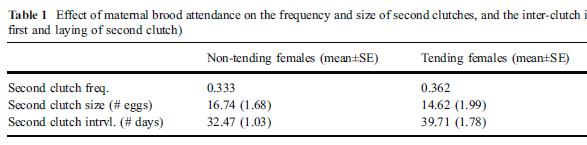 Table 1 Effect of maternal brood attendance on the frequency and size of second clutches, and the inter-clutch i
first and laying of second clutch)
Non-tending females (mean±SE) Tending females (mean±SE)
Second clutch freq. 0.333 0.362
Second clutch size (# eggs) 16.74 (1.68) 14.62 (1.99)
Second clutch intrvl. (# days) 32.47 (1.03) 39.71 (1.78)